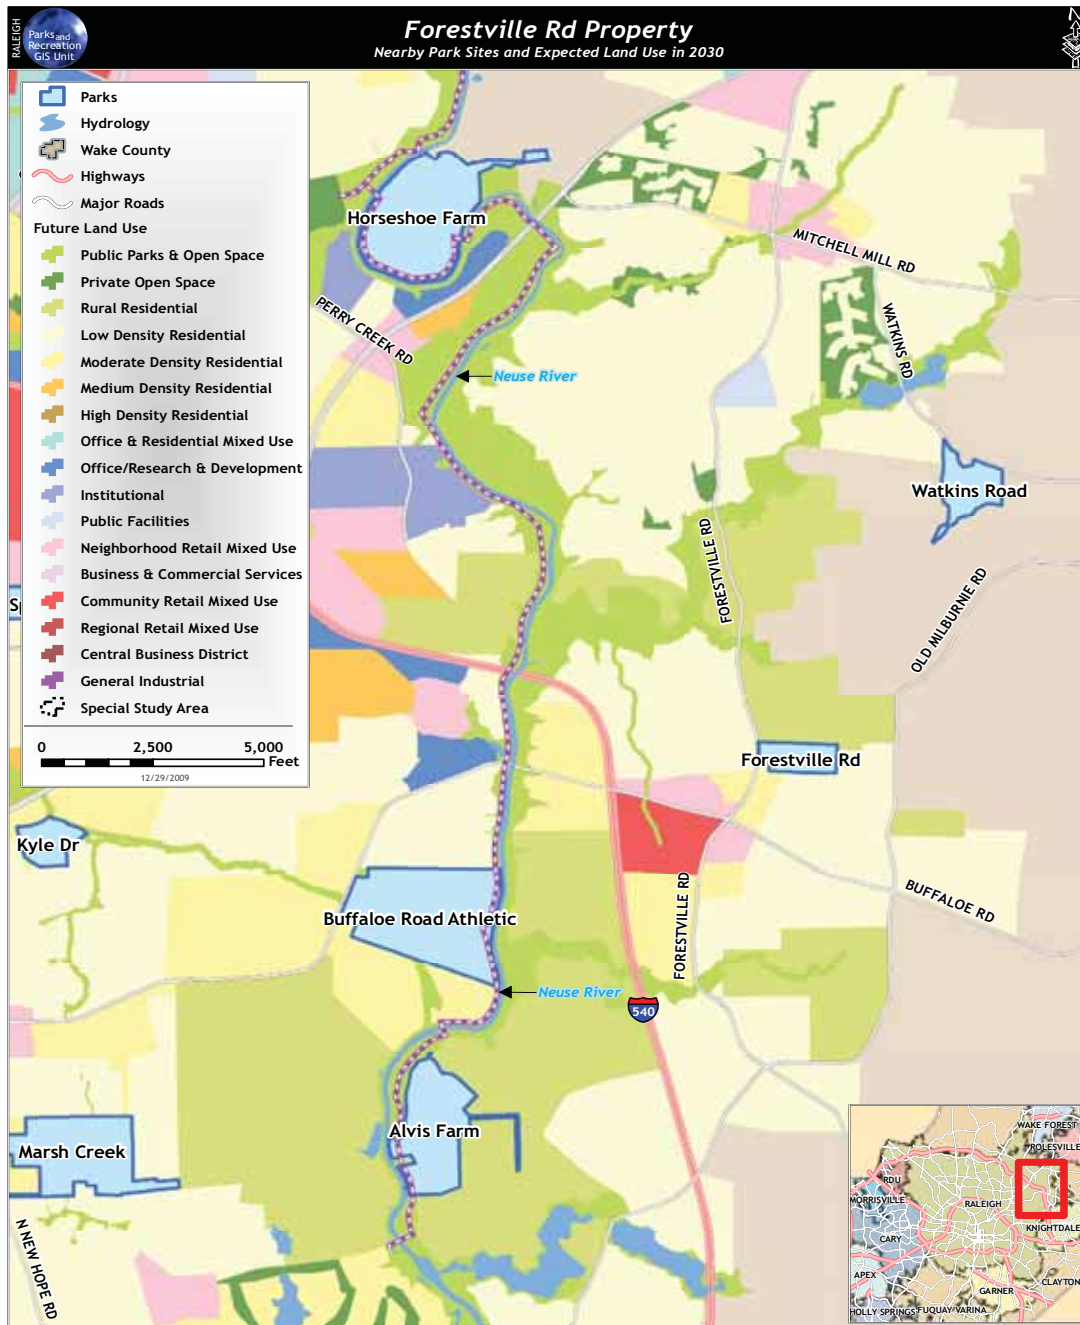 RALEIGH
Parks and
Recreation
GIS Unit
Forestville Rd Property
Nearby Park Sites and Expected Land Use in 2030
N
Parks
Hydrology
Wake County
Highways
Major Roads
Future Land Use
Public Parks & Open Space
Private Open Space
Rural Residential
Low Density Residential
Moderate Density Residential
Medium Density Residential
High Density Residential
Office & Residential Mixed Use
Office/Research & Development
Institutional
Public Facilities
Neighborhood Retail Mixed Use
Business & Commercial Services
Community Retail Mixed Use
Regional Retail Mixed Use
Central Business District
General Industrial
Special Study Area
0 2,500 5,000
Feet
12/29/2009
Horseshoe Farm
MITCHELL MILL RD
PERRY CREEK RD
WATKINS RD
Neuse River
Watkins Road
FORESTVILLE RD
OLD MILBURNIE RD
Sp
Forestville Rd
Kyle Dr
Buffaloe Road Athletic
FORESTVILLE RD
BUFFALOE RD
Neuse River
540
Alvis Farm
Marsh Creek
N NEW HOPE RD
WAKE FOREST
ROLESVILLE
RDU
MORRISVILLE
RALEIGH
KNIGHTDALE
CARY
APEX
CLAYTON
GARNER
HOLLY SPRINGS
FUQUAY VARINA